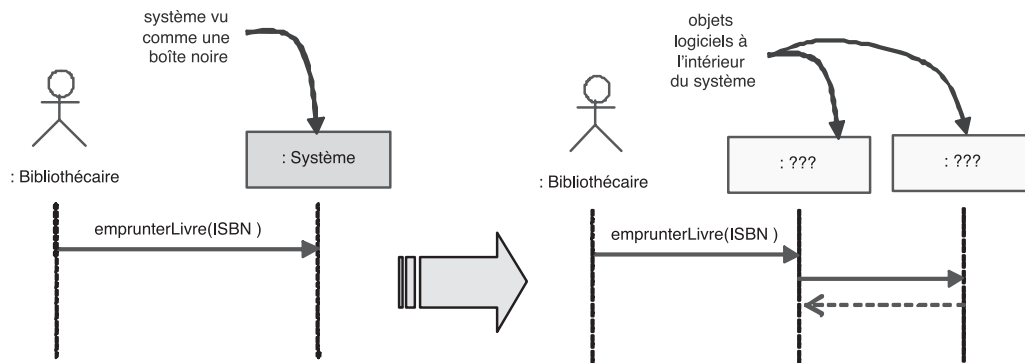 système vu
comme une
boîte noire
: Système
: Bibliothécaire
emprunterLivre(ISBN )
objets
logiciels à
l'intérieur
du système
: ???
: ???
: Bibliothécaire
emprunterLivre(ISBN )